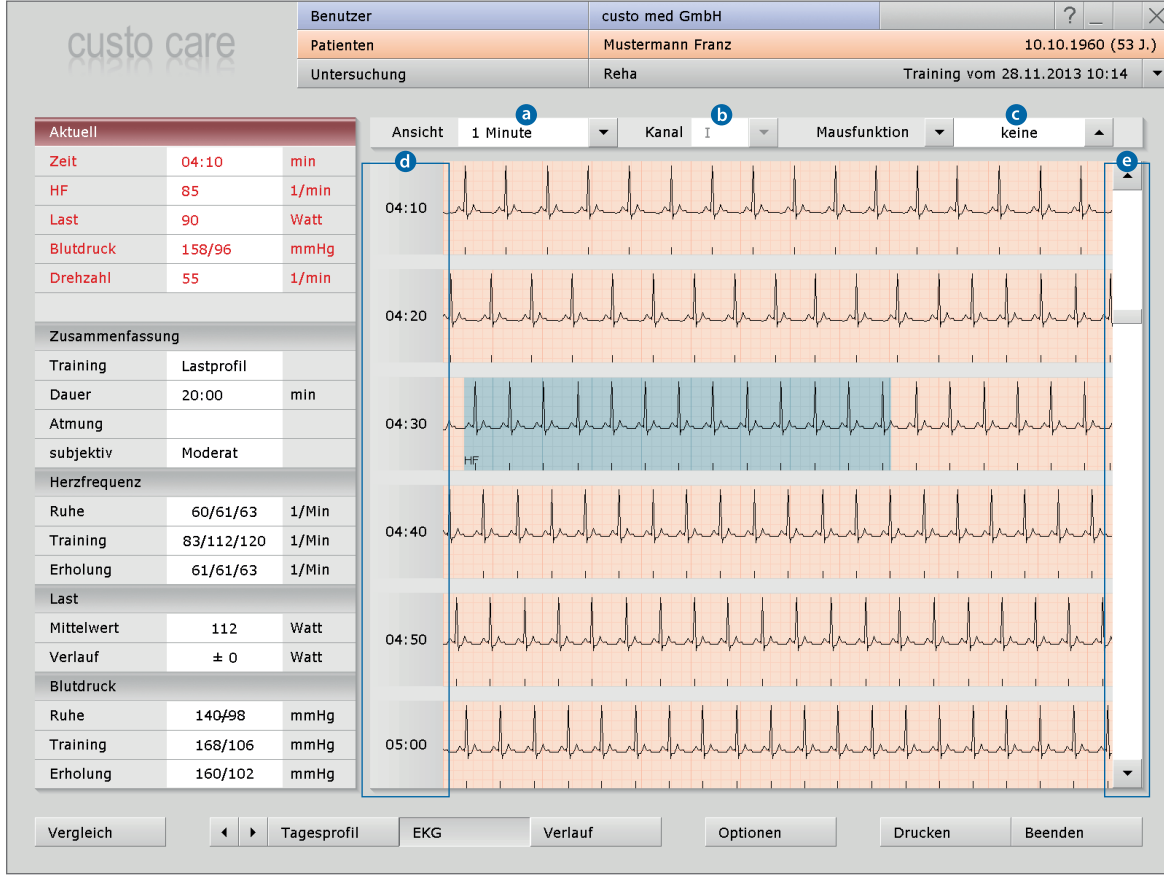 custo care
Benutzer custo med GmbH ? _
Patienten Mustermann Franz 10.10.1960 (53 J.)
Untersuchung Reha Training vom 28.11.2013 10:14
a b c
Ansicht 1 Minute Kanal I Mausfunktion keine
d e
Aktuell
Zeit 04:10 min
HF 85 1/min
Last 90 Watt
Blutdruck 158/96 mmHg
Drehzahl 55 1/min
Zusammenfassung
Training Lastprofil
Dauer 20:00 min
Atmung
subjektiv Moderat
Herzfrequenz
Ruhe 60/61/63 1/Min
Training 83/112/120 1/Min
Erholung 61/61/63 1/Min
Last
Mittelwert 112 Watt
Verlauf ± 0 Watt
Blutdruck
Ruhe 140/98 mmHg
Training 168/106 mmHg
Erholung 160/102 mmHg
04:10
04:20
04:30
HF
04:40
04:50
05:00
Vergleich Tagesprofil EKG Verlauf Optionen Drucken Beenden